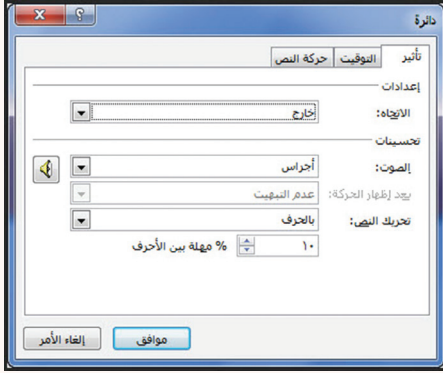 دائرة
تأثير التوقيت حركة النص
إعدادات
الاتجاه: خارج
تحسينات
الصوت: أجراس
بعد إظهار الحركة: عدم التبهيت
تحريك النص: بالحرف
١٠ % مهلة بين الأحرف
موافق إلغاء الأمر